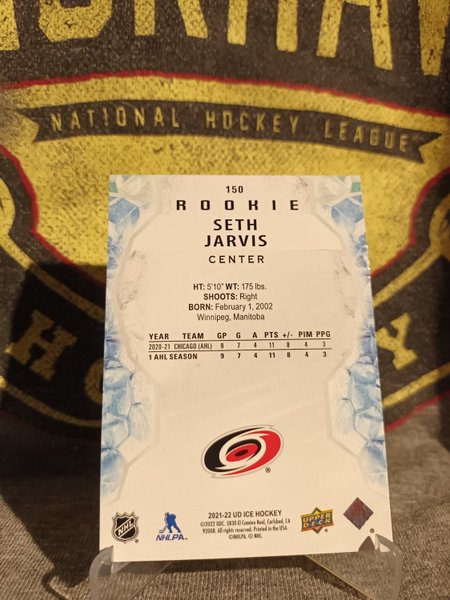 NATIONAL HOCKEY LEAGUE
150
ROOKIE
SETH
JARVIS
CENTER
HT: 5'10" WT: 175 lbs.
SHOOTS: Right
BORN: February 1, 2002
Winnipeg, Manitoba
YEAR TEAM GP G A PTS +/- PIM PPG
2020-21 CHICAGO (AHL) 9 7 4 11 8 4 3
1 AHL SEASON 9 7 4 11 8 4 3
®
2021-22 UD ICE HOCKEY
©2022 UDC. 5830 El Camino Real, Carlsbad, CA
92008. All rights reserved. Printed in the USA.
©NHLPA. © NHL.
NHL
NHLPA
UPPER
DECK